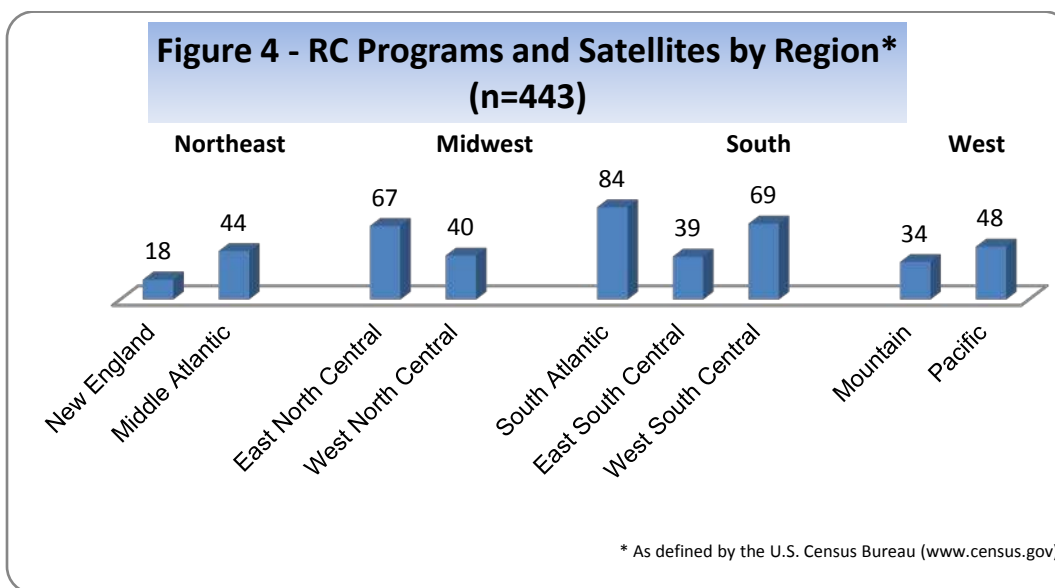 Figure 4 - RC Programs and Satellites by Region*
(n=443)
Northeast
Midwest
South
West
18
44
67
40
84
39
69
34
48
New England
Middle Atlantic
East North Central
West North Central
South Atlantic
East South Central
West South Central
Mountain
Pacific
* As defined by the U.S. Census Bureau (www.census.gov)